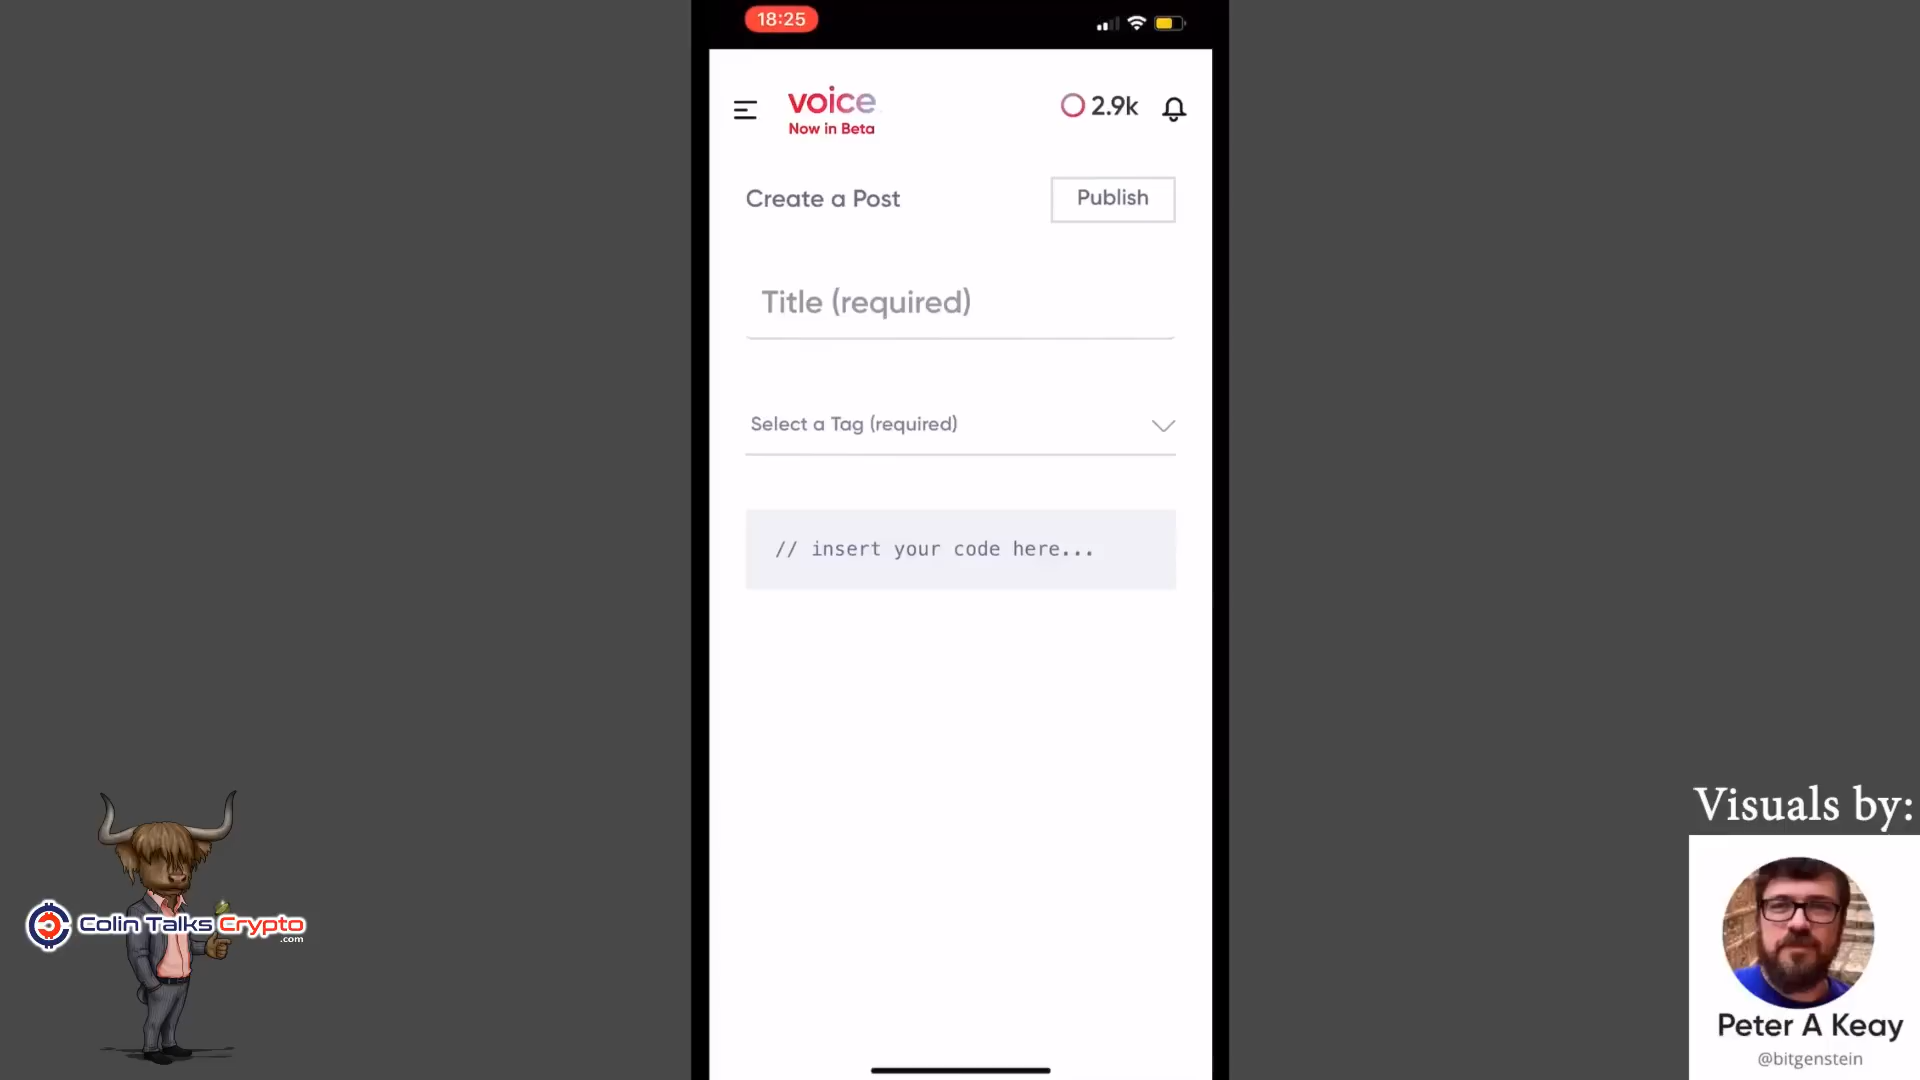 18:25
voice
Now in Beta
2.9k
Create a Post
Publish
Title (required)
Select a Tag (required)
// insert your code here...
Colin Talks Crypto
.com
Visuals by:
Peter A Keay
@bitgenstein